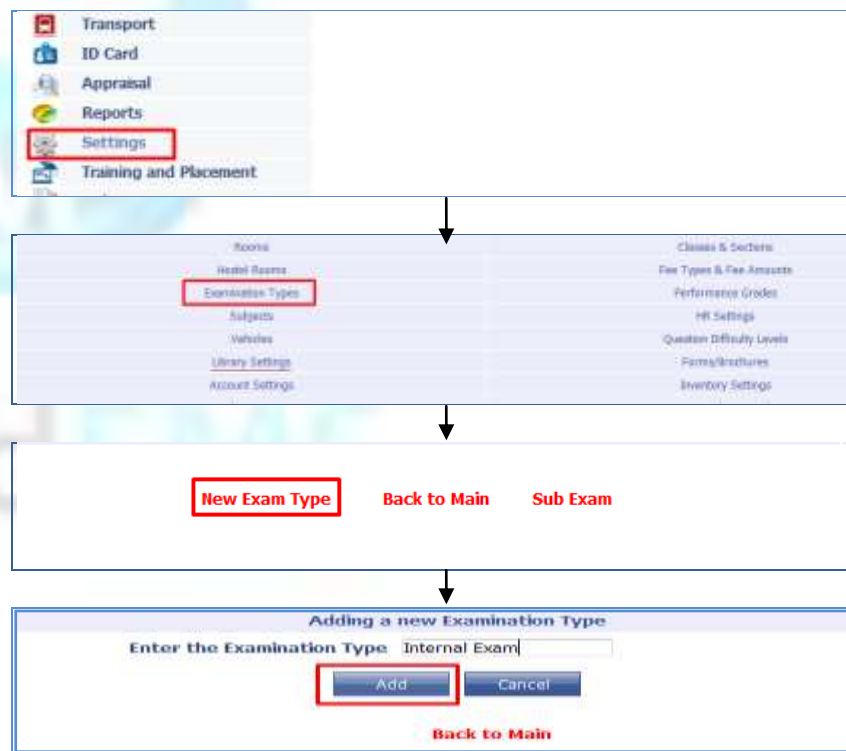 Transport
ID Card
Appraisal
Reports
Settings
Training and Placement
Rooms Classes & Sections
Hostel Rooms Fee Types & Fee Amounts
Examination Types Performance Grades
Subjects HR Settings
Vehicles Question Difficulty Levels
Library Settings Forms/Brochures
Account Settings Inventory Settings
New Exam Type Back to Main Sub Exam
Adding a new Examination Type
Enter the Examination Type Internal Exam
Add Cancel
Back to Main